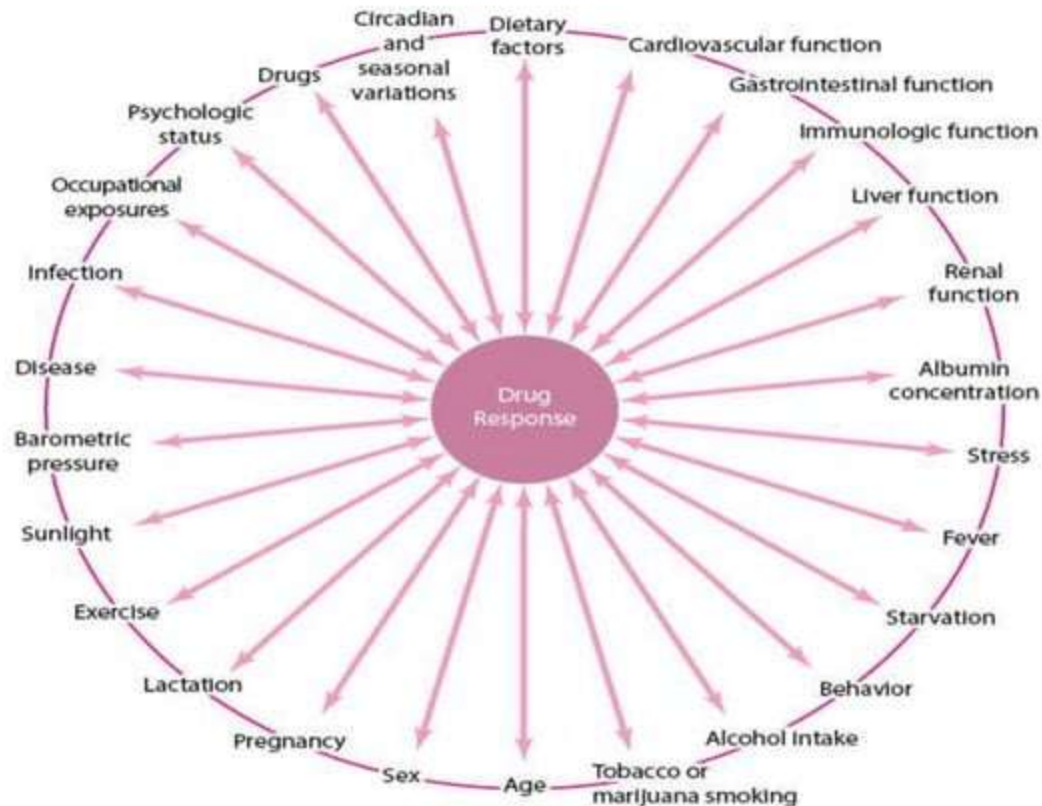 Dietary
factors
Cardiovascular function
Gastrointestinal function
Immunologic function
Liver function
Renal
function
Albumin
concentration
Stress
Fever
Starvation
Behavior
Alcohol intake
Tobacco or
marijuana smoking
Age
Sex
Pregnancy
Lactation
Exercise
Sunlight
Barometric
pressure
Disease
Infection
Occupational
exposures
Psychologic
status
Drugs
Circadian
and
seasonal
variations
Drug
Response